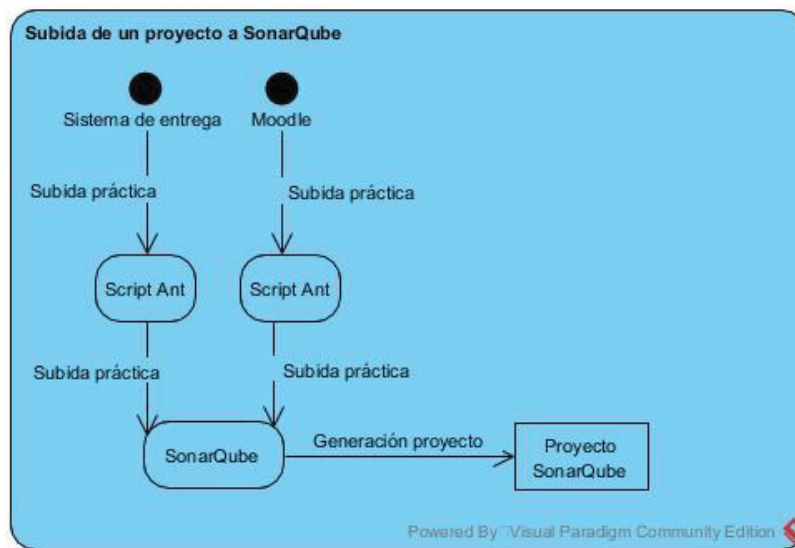 Subida de un proyecto a SonarQube
Sistema de entrega
Moodle
Subida práctica
Subida práctica
Script Ant
Script Ant
Subida práctica
Subida práctica
SonarQube
Generación proyecto
Proyecto
SonarQube
Powered By Visual Paradigm Community Edition